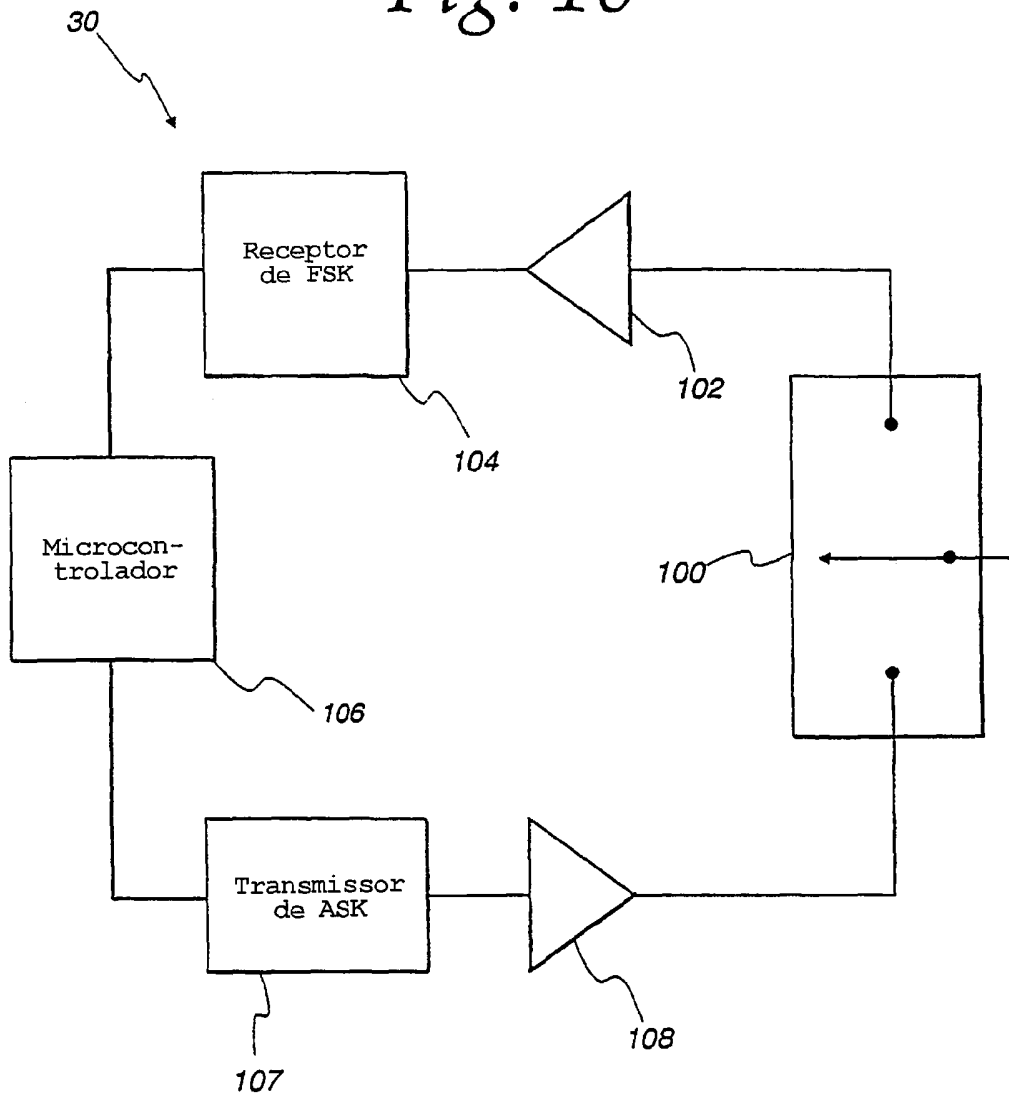 30
Receptor
de FSK
102
104
Microcon-
trolador
100
106
Transmissor
de ASK
108
107